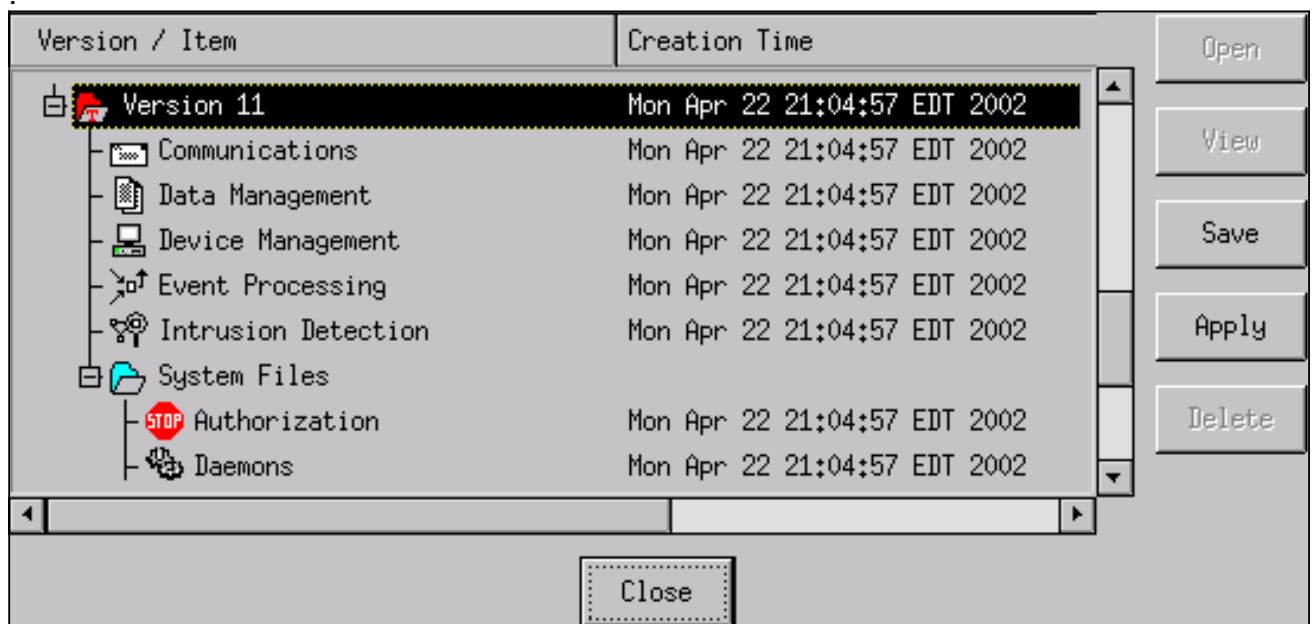 Version / Item Creation Time Open
Version 11 Mon Apr 22 21:04:57 EDT 2002
Communications Mon Apr 22 21:04:57 EDT 2002 View
Data Management Mon Apr 22 21:04:57 EDT 2002
Device Management Mon Apr 22 21:04:57 EDT 2002 Save
Event Processing Mon Apr 22 21:04:57 EDT 2002
Intrusion Detection Mon Apr 22 21:04:57 EDT 2002 Apply
System Files
STOP Authorization Mon Apr 22 21:04:57 EDT 2002 Delete
Daemons Mon Apr 22 21:04:57 EDT 2002
Close